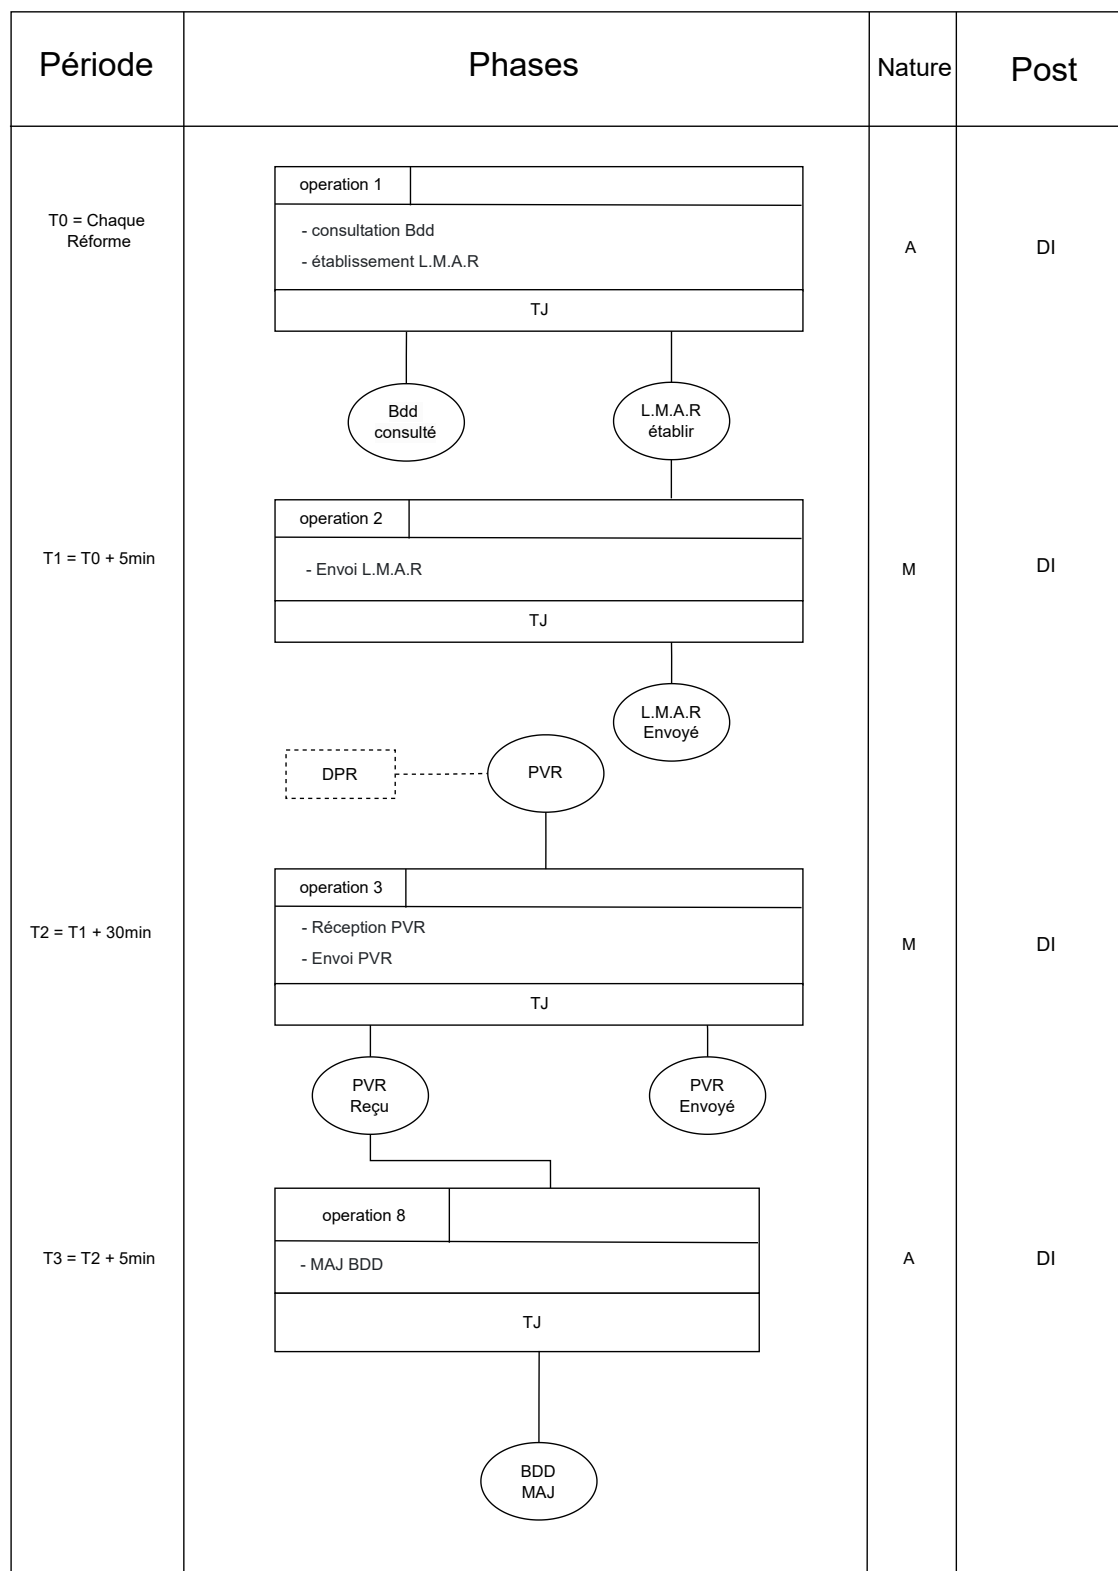 Période
Phases
Nature
Post
operation 1
T0 = Chaque
Réforme
- consultation Bdd
- établissement L.M.A.R
A
DI
TJ
Bdd
consulté
L.M.A.R
établir
operation 2
T1 = T0 + 5min
- Envoi L.M.A.R
M
DI
TJ
L.M.A.R
Envoyé
DPR
PVR
operation 3
T2 = T1 + 30min
- Réception PVR
- Envoi PVR
M
DI
TJ
PVR
Reçu
PVR
Envoyé
operation 8
T3 = T2 + 5min
- MAJ BDD
A
DI
TJ
BDD
MAJ